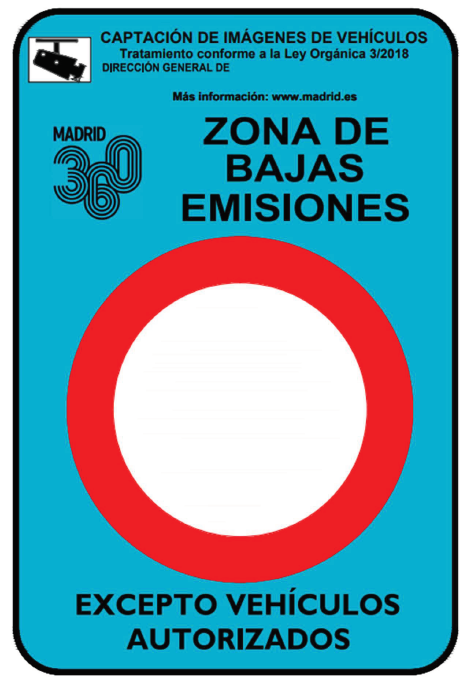 CAPTACIÓN DE IMÁGENES DE VEHÍCULOS
Tratamiento conforme a la Ley Orgánica 3/2018
DIRECCIÓN GENERAL DE
Más información: www.madrid.es
MADRID
360
ZONA DE
BAJAS
EMISIONES
EXCEPTO VEHÍCULOS
AUTORIZADOS